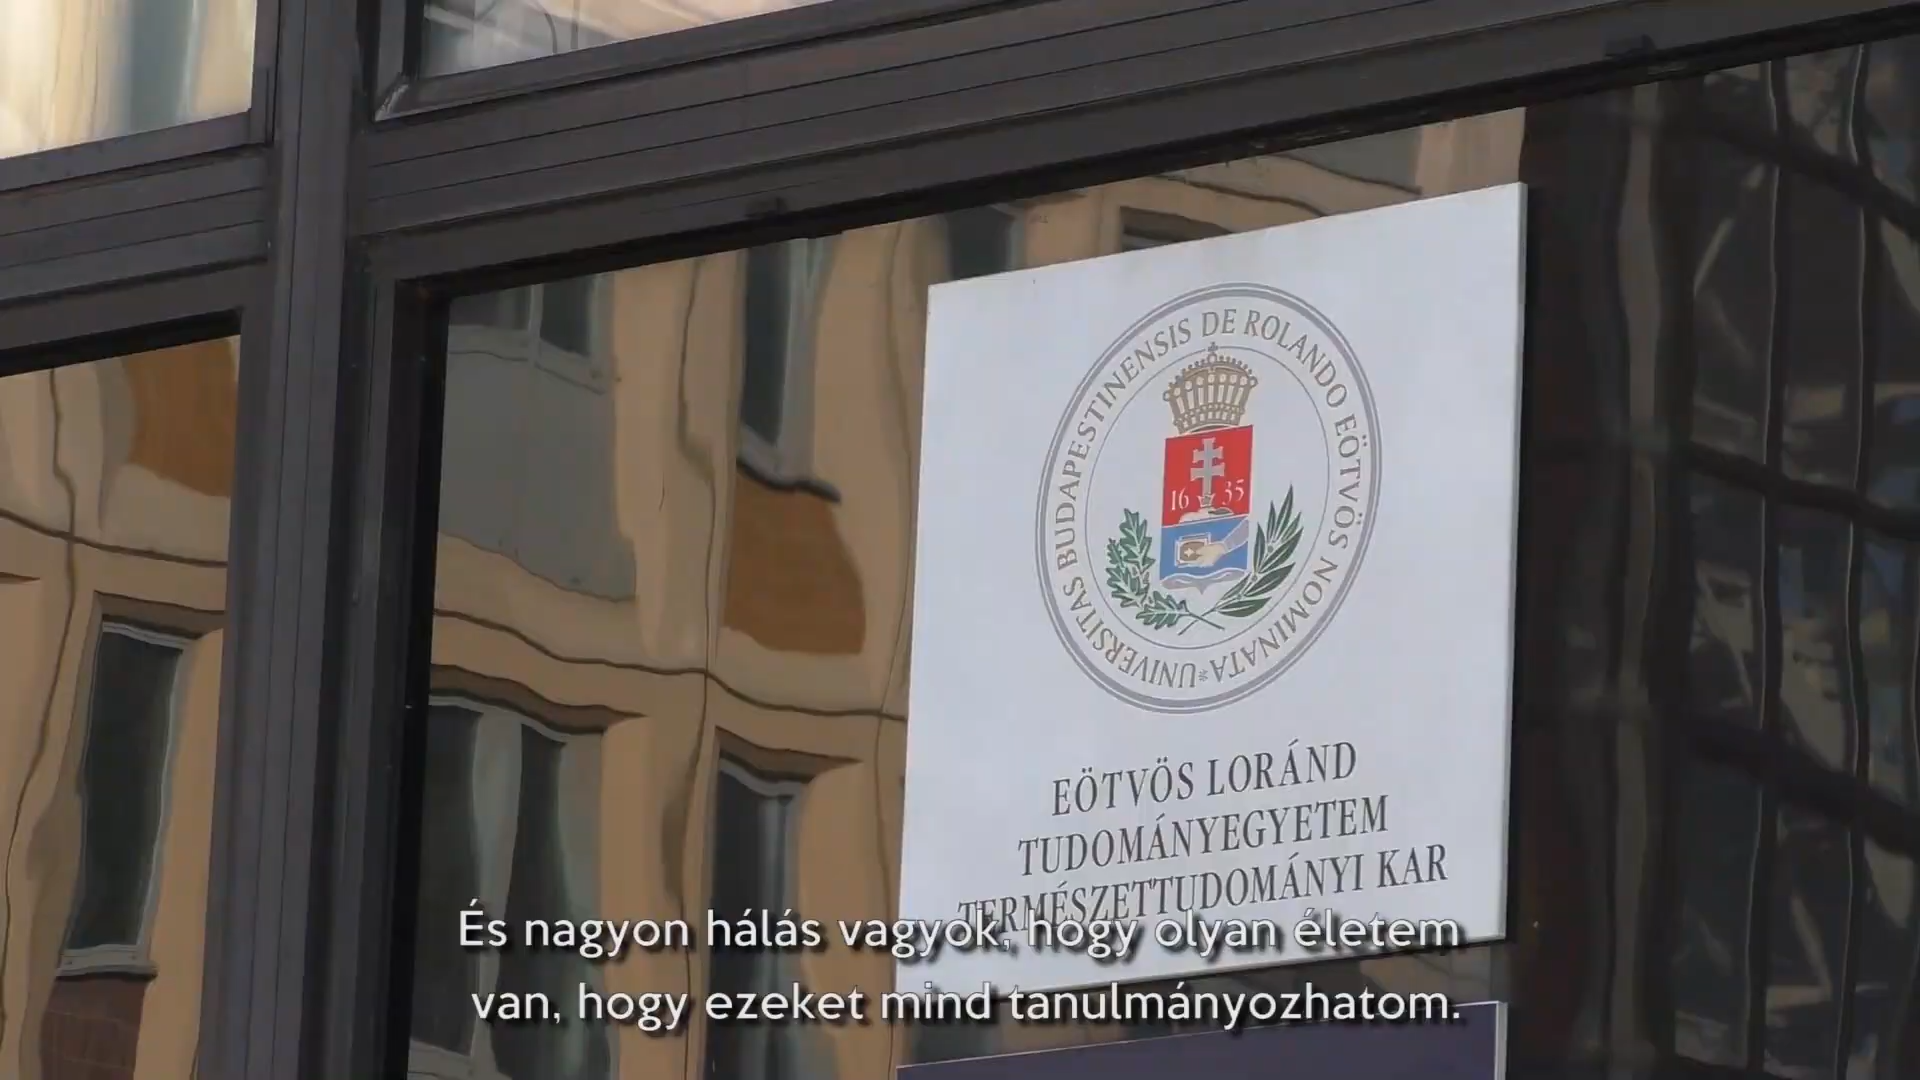 UNIVERSITAS BUDAPESTINENSIS DE ROLANDO EÖTVÖS NOMINATA
16 35
EÖTVÖS LORÁND
TUDOMÁNYEGYETEM
TERMÉSZETTUDOMÁNYI KAR
És nagyon hálás vagyok, hogy olyan életem
van, hogy ezeket mind tanulmányozhatom.